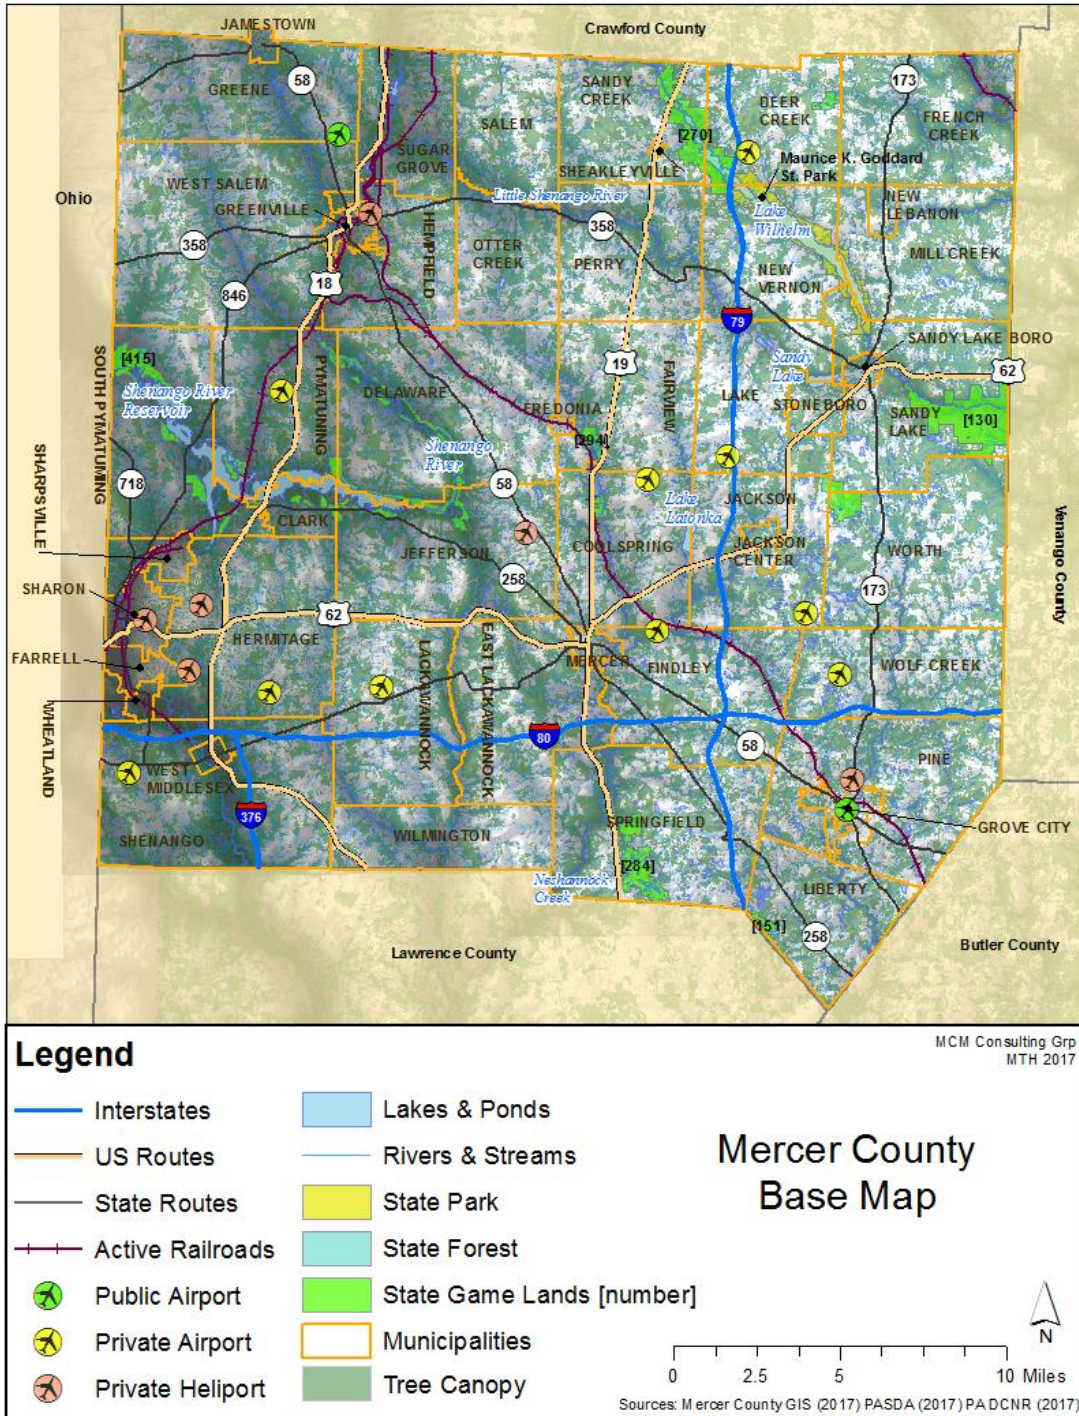 JAMESTOWN
Crawford County
GREENE
58
SANDY
CREEK
SALEM
DEER
CREEK
173
FRENCH
CREEK
[270]
SUGAR
GROVE
Maurice K. Goddard
St. Park
SHEAKLEYVILLE
Ohio
WEST SALEM
GREENVILLE
Little Shenango River
Lake
Wilhelm
NEW
LEBANON
358
358
HEMPFIELD
OTTER
CREEK
PERRY
NEW
VERNON
MILL CREEK
18
846
79
SANDY LAKE BORO
[415]
Shenango River
Reservoir
SOUTH PYMATUNING
PYMATUNING
DELAWARE
19
FAIRVIEW
Sandy
Lake
62
LAKE
STONEBORO
SANDY
LAKE
[130]
FREDONIA
[294]
Shenango
River
SHARPSVILLE
718
58
Lake
Latonka
JACKSON
CLARK
JEFFERSON
COOLSPRING
JACKSON
CENTER
WORTH
Venango County
258
173
SHARON
62
HERMITAGE
LACKAWANNOCK
EAST LACKAWANNOCK
MERCER
FINDLEY
WOLF CREEK
FARRELL
WHEATLAND
80
58
PINE
WEST
MIDDLESEX
376
SHENANGO
WILMINGTON
SPRINGFIELD
GROVE CITY
[284]
Neshannock
Creek
LIBERTY
[151]
258
Lawrence County
Butler County
Legend
MCM Consulting Grp
MTH 2017
Interstates
US Routes
State Routes
Active Railroads
Public Airport
Private Airport
Private Heliport
Lakes & Ponds
Rivers & Streams
State Park
State Forest
State Game Lands [number]
Municipalities
Tree Canopy
Mercer County
Base Map
N
0 2.5 5 10 Miles
Sources: Mercer County GIS (2017) PASDA (2017) PA DCNR (2017)